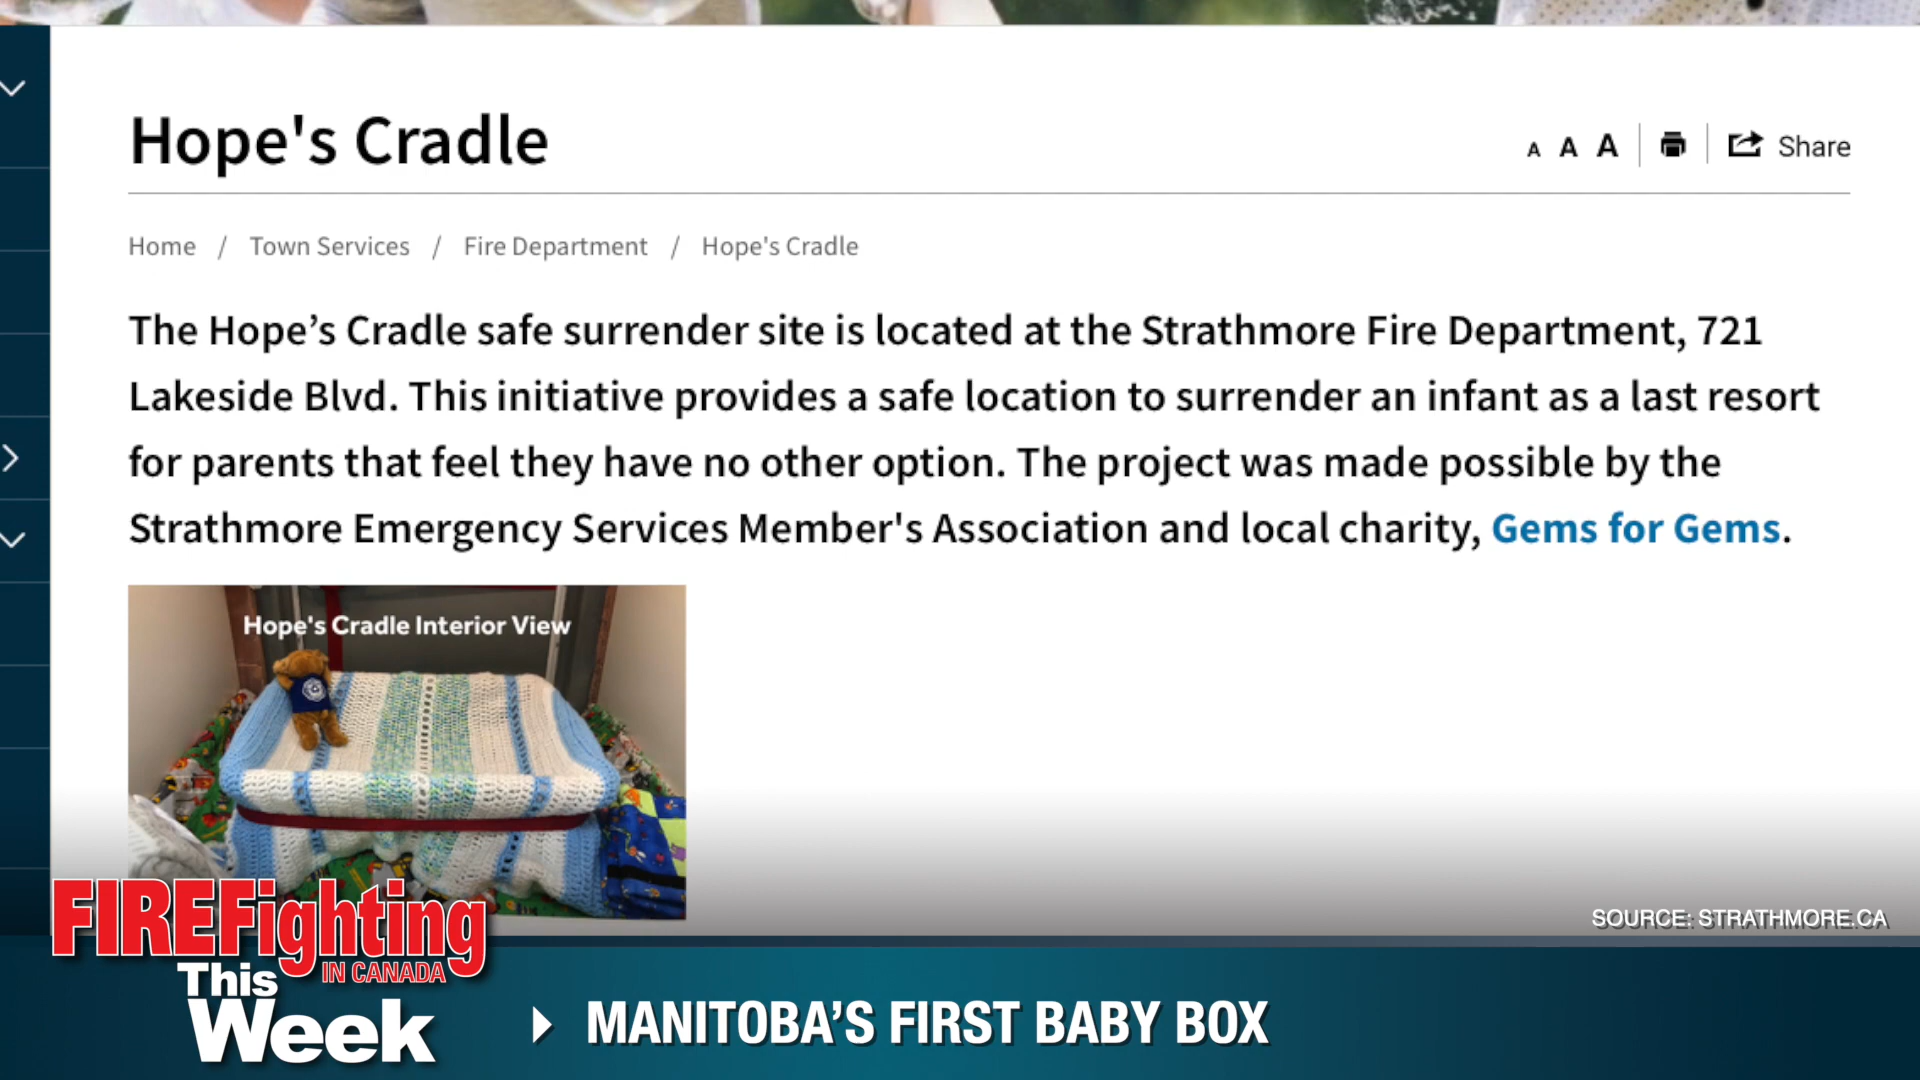 Hope's Cradle
A A A
Share
Home / Town Services / Fire Department / Hope's Cradle
The Hope’s Cradle safe surrender site is located at the Strathmore Fire Department, 721
Lakeside Blvd. This initiative provides a safe location to surrender an infant as a last resort
for parents that feel they have no other option. The project was made possible by the
Strathmore Emergency Services Member's Association and local charity, Gems for Gems.
Hope's Cradle Interior View
SOURCE: STRATHMORE.CA
FIREFighting
IN CANADA
This
Week
MANITOBA’S FIRST BABY BOX